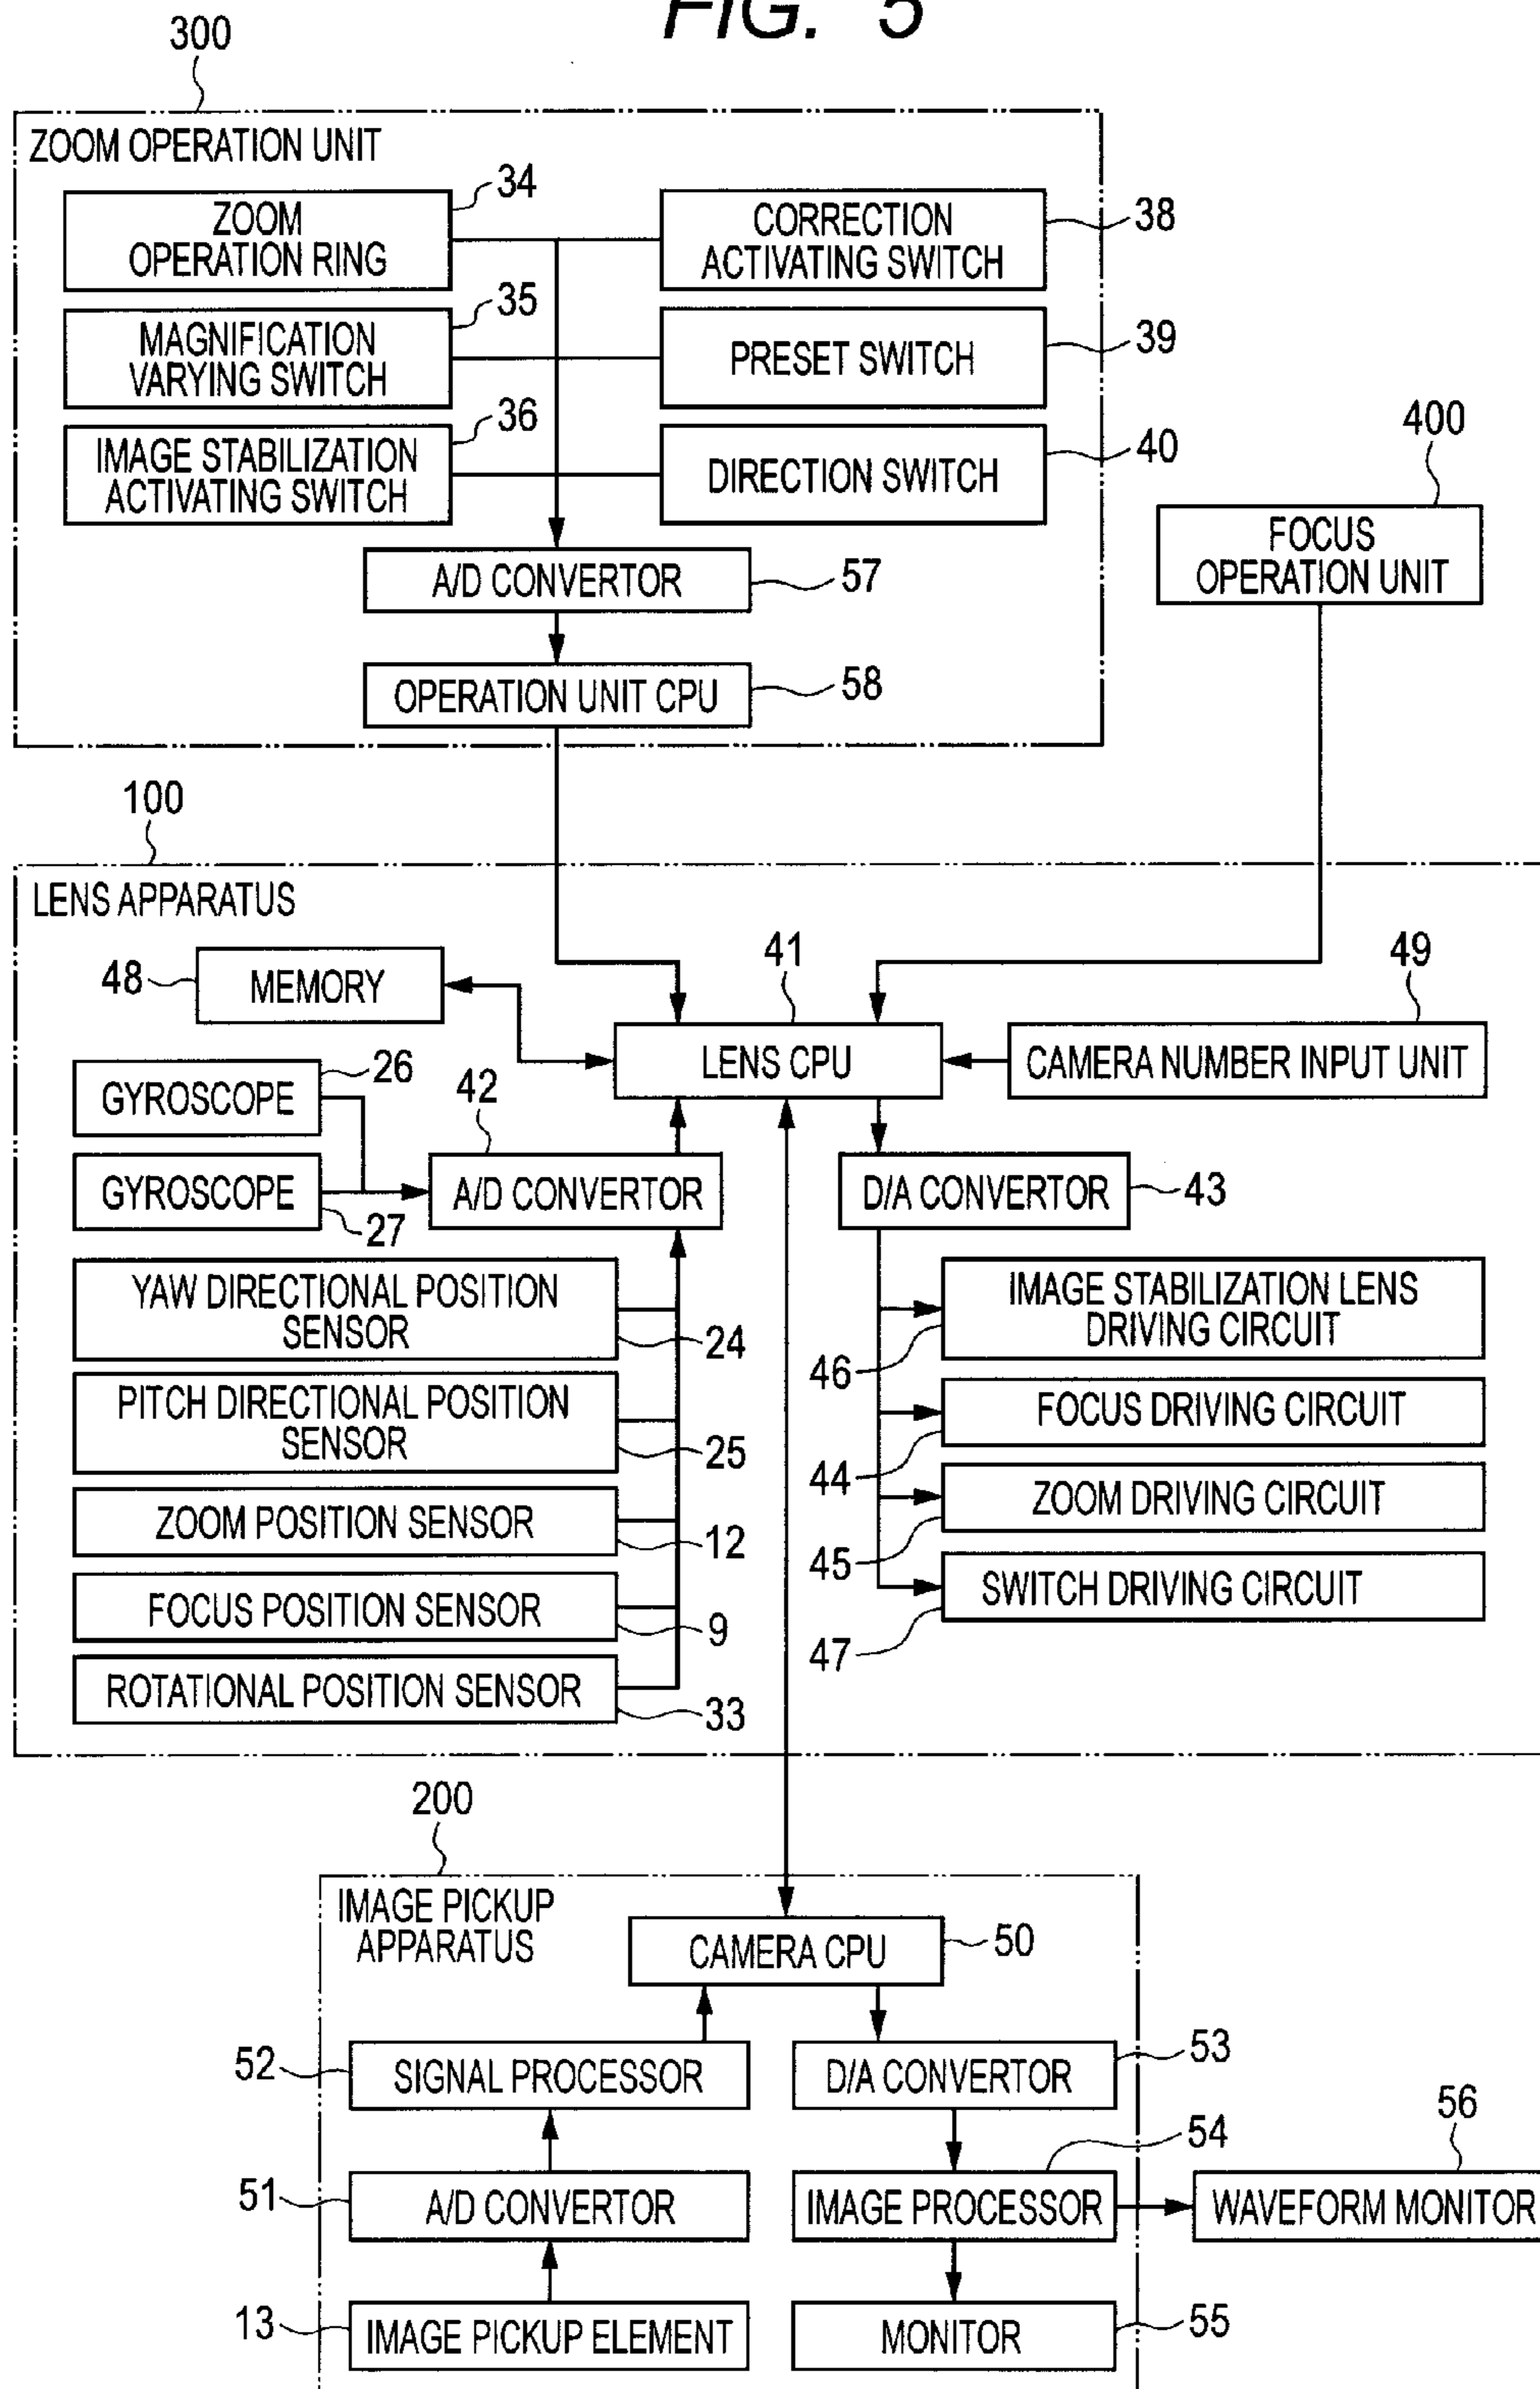 FIG. 5
300
ZOOM OPERATION UNIT
34
ZOOM
OPERATION RING
CORRECTION
ACTIVATING SWITCH
38
35
MAGNIFICATION
VARYING SWITCH
PRESET SWITCH
39
36
IMAGE STABILIZATION
ACTIVATING SWITCH
DIRECTION SWITCH
40
400
FOCUS
OPERATION UNIT
A/D CONVERTOR
57
OPERATION UNIT CPU
58
100
LENS APPARATUS
48
MEMORY
41
LENS CPU
49
CAMERA NUMBER INPUT UNIT
GYROSCOPE
26
42
GYROSCOPE
27
A/D CONVERTOR
D/A CONVERTOR
43
YAW DIRECTIONAL POSITION
SENSOR
24
IMAGE STABILIZATION LENS
DRIVING CIRCUIT
46
PITCH DIRECTIONAL POSITION
SENSOR
25
FOCUS DRIVING CIRCUIT
44
ZOOM POSITION SENSOR
12
ZOOM DRIVING CIRCUIT
45
FOCUS POSITION SENSOR
9
SWITCH DRIVING CIRCUIT
47
ROTATIONAL POSITION SENSOR
33
200
IMAGE PICKUP
APPARATUS
CAMERA CPU
50
52
SIGNAL PROCESSOR
D/A CONVERTOR
53
51
A/D CONVERTOR
54
IMAGE PROCESSOR
56
WAVEFORM MONITOR
13
IMAGE PICKUP ELEMENT
MONITOR
55